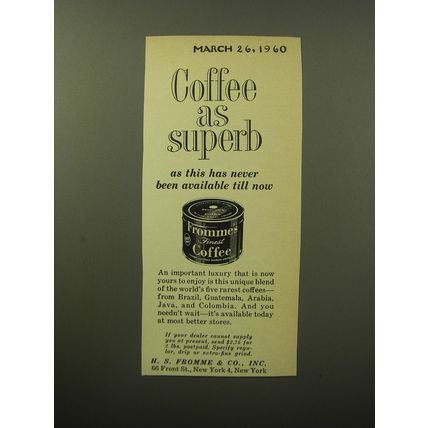 MARCH 26, 1960
Coffee
as
superb
as this has never
been available till now
Fromme's
Finest
Coffee
An important luxury that is now
yours to enjoy is this unique blend
of the world's five rarest coffees—
from Brazil, Guatemala, Arabia,
Java, and Colombia. And you
needn't wait—it's available today
at most better stores.
If your dealer cannot supply
you at present, send $2.75 for
2 lbs. postpaid. Specify regu-
lar, drip or extra-fine grind.
H. S. FROMME & CO., INC.
66 Front St., New York 4, New York